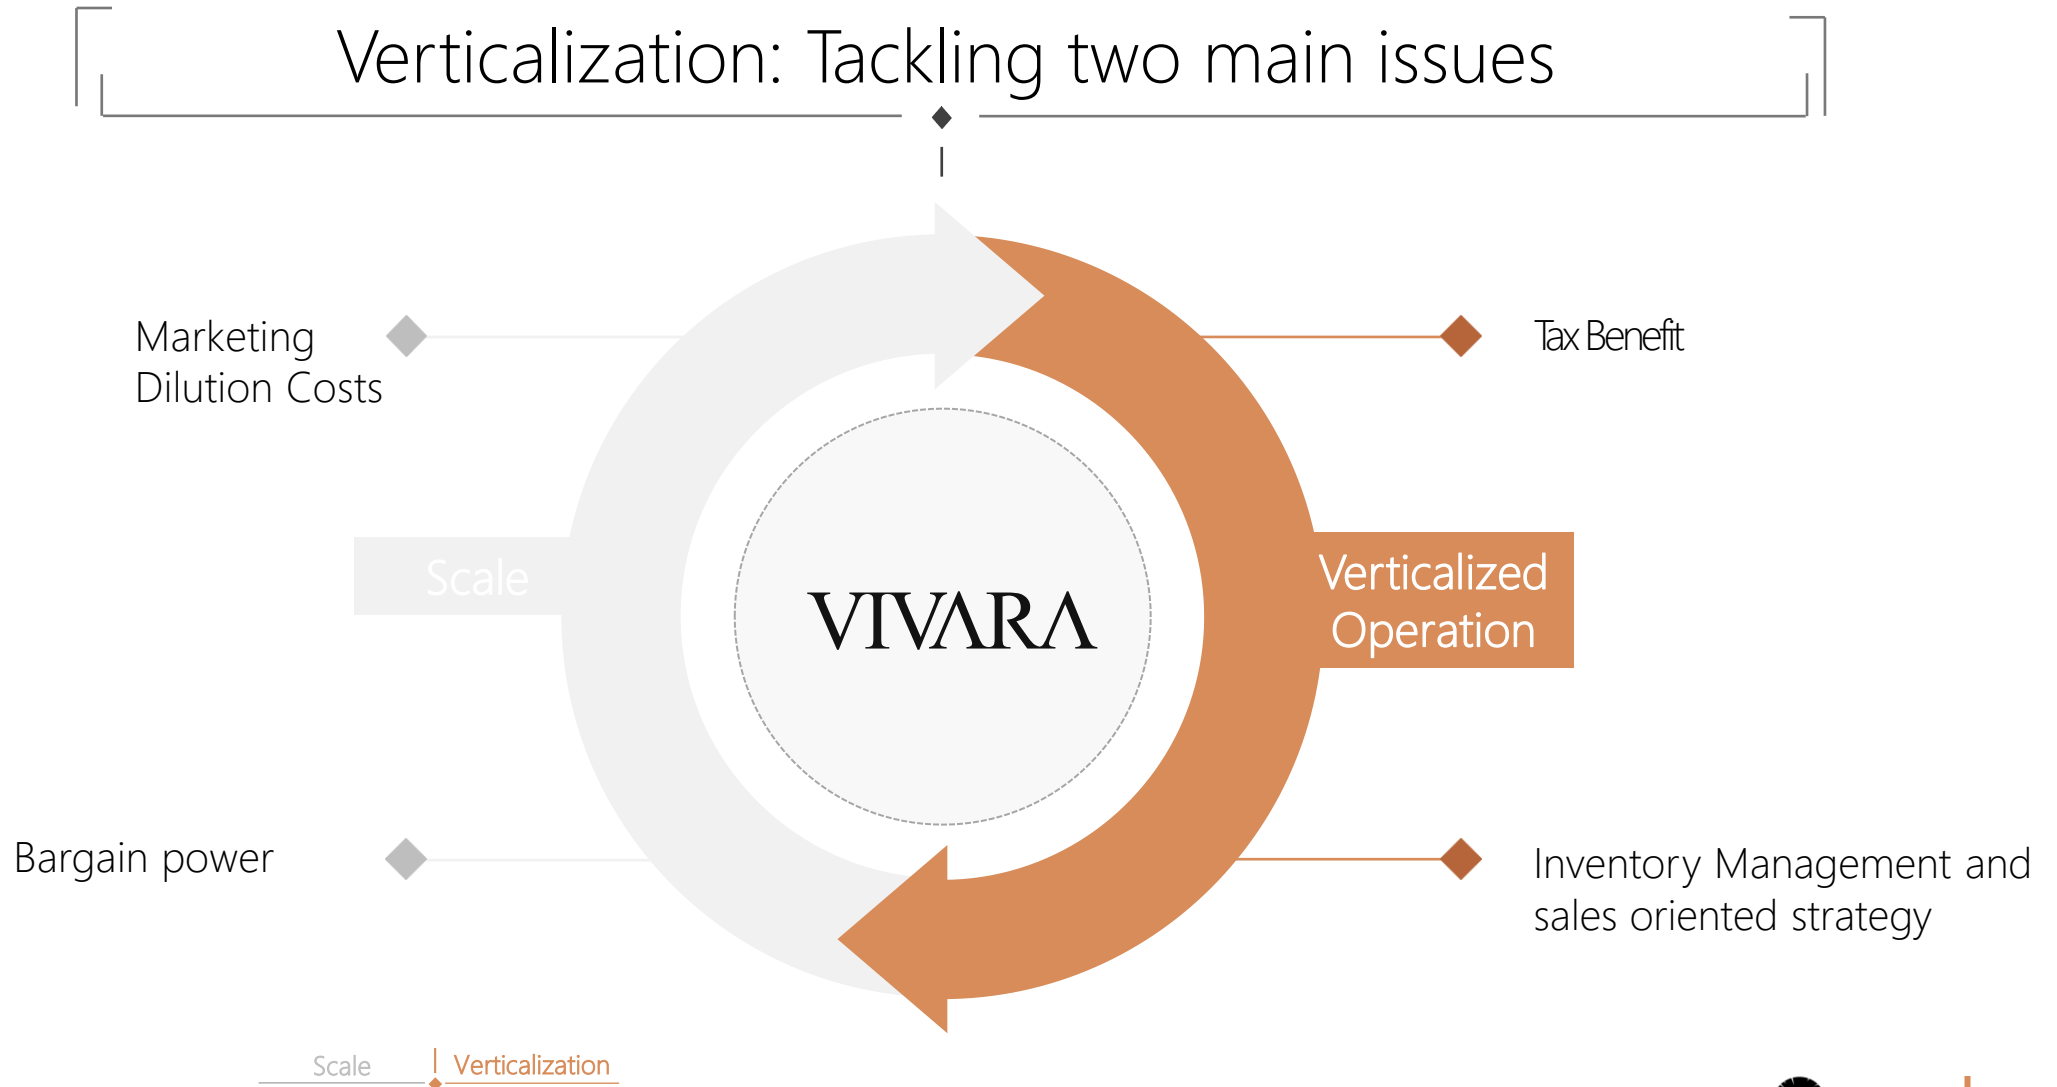 Verticalization: Tackling two main issues
Marketing
Dilution Costs
Tax Benefit
Scale
VIVARA
Verticalized
Operation
Bargain power
Inventory Management and
sales oriented strategy
Scale
Verticalization